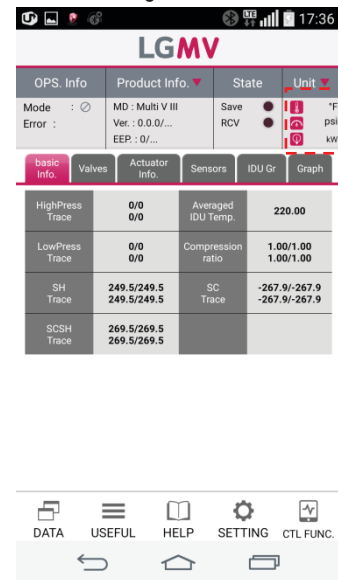 LTE 17:36
LGMV
OPS. Info Product Info. ▼ State Unit ▼
Mode : ⊘ MD : Multi V III Save ● °F
Error : Ver. : 0.0.0/... RCV ● psi
EEP. : 0/... kW
basic Info. Valves Actuator Info. Sensors IDU Gr Graph
HighPress Trace 0/0 0/0 Averaged IDU Temp. 220.00
LowPress Trace 0/0 0/0 Compression ratio 1.00/1.00 1.00/1.00
SH Trace 249.5/249.5 249.5/249.5 SC Trace -267.9/-267.9 -267.9/-267.9
SCSH Trace 269.5/269.5 269.5/269.5
DATA USEFUL HELP SETTING CTL FUNC.